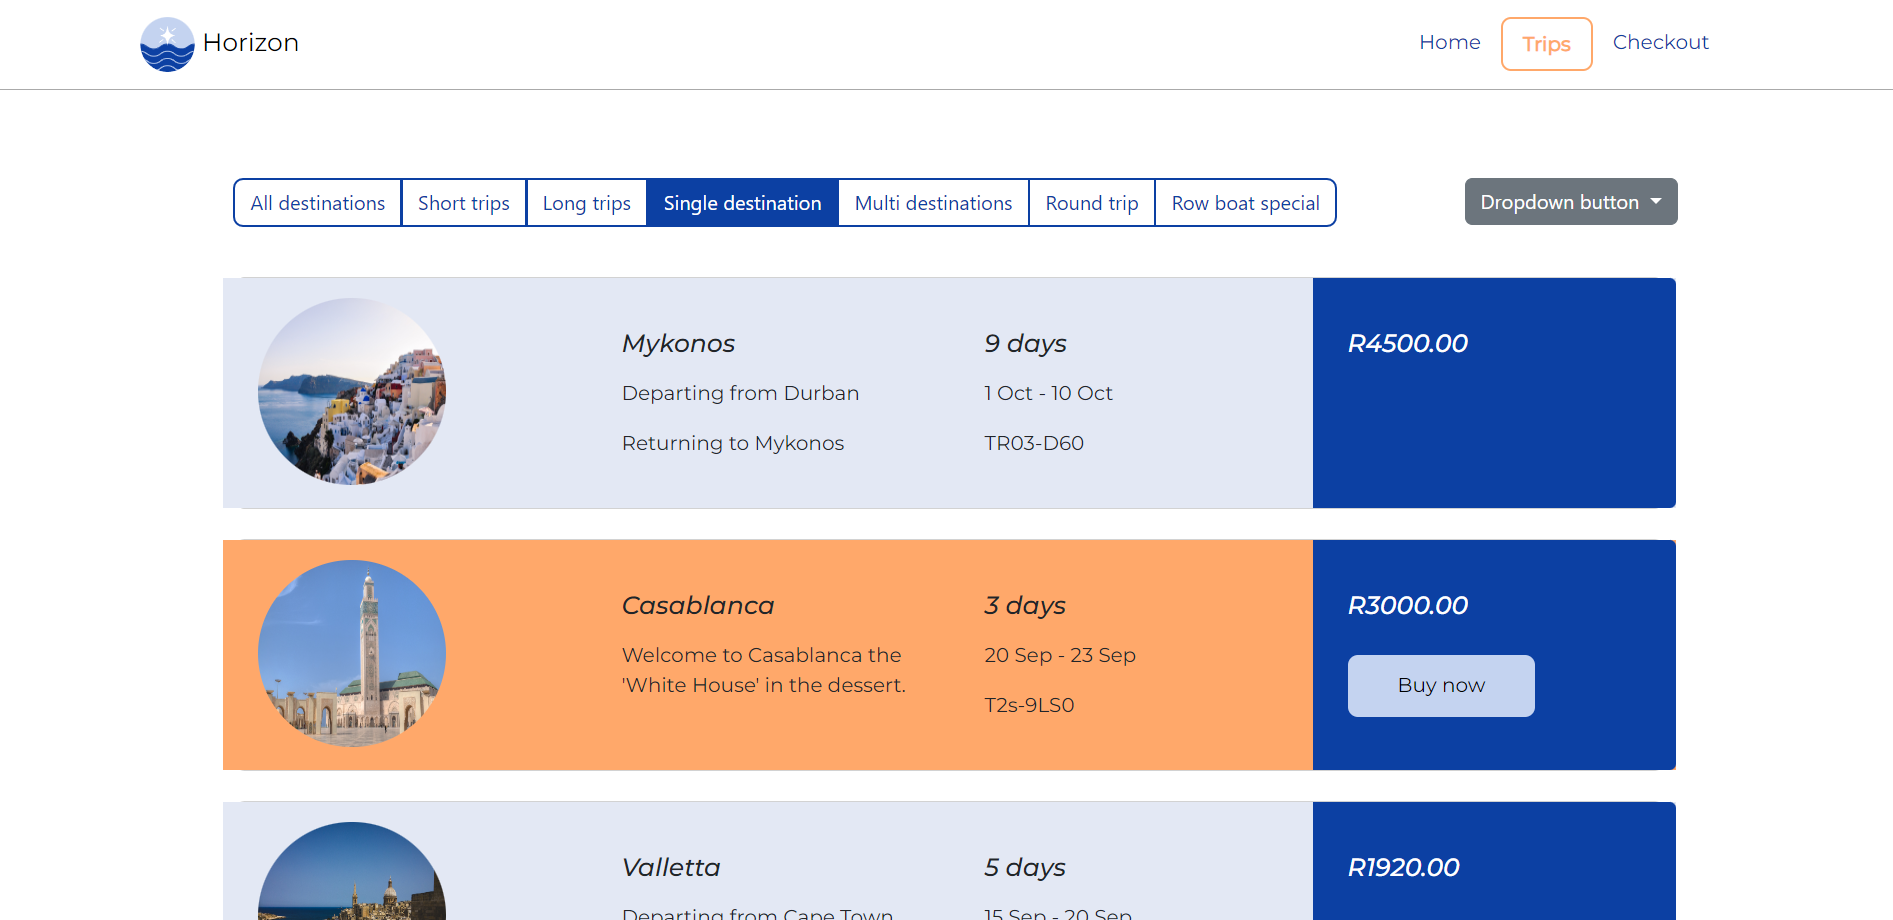 Horizon
Home
Trips
Checkout
All destinations
Short trips
Long trips
Single destination
Multi destinations
Round trip
Row boat special
Dropdown button
Mykonos
Departing from Durban
Returning to Mykonos
9 days
1 Oct - 10 Oct
TR03-D60
R4500.00
Casablanca
Welcome to Casablanca the
'White House' in the dessert.
3 days
20 Sep - 23 Sep
T2s-9LS0
R3000.00
Buy now
Valletta
Departing from Cape Town
5 days
15 Sep - 20 Sep
R1920.00